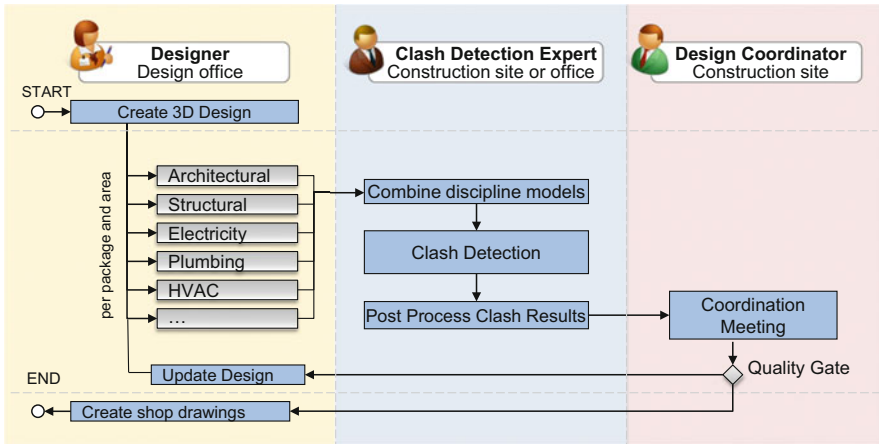 Designer
Design office
Clash Detection Expert
Construction site or office
Design Coordinator
Construction site
START
Create 3D Design
per package and area
Architectural
Structural
Electricity
Plumbing
HVAC
…
Combine discipline models
Clash Detection
Post Process Clash Results
Coordination
Meeting
Quality Gate
Update Design
END
Create shop drawings